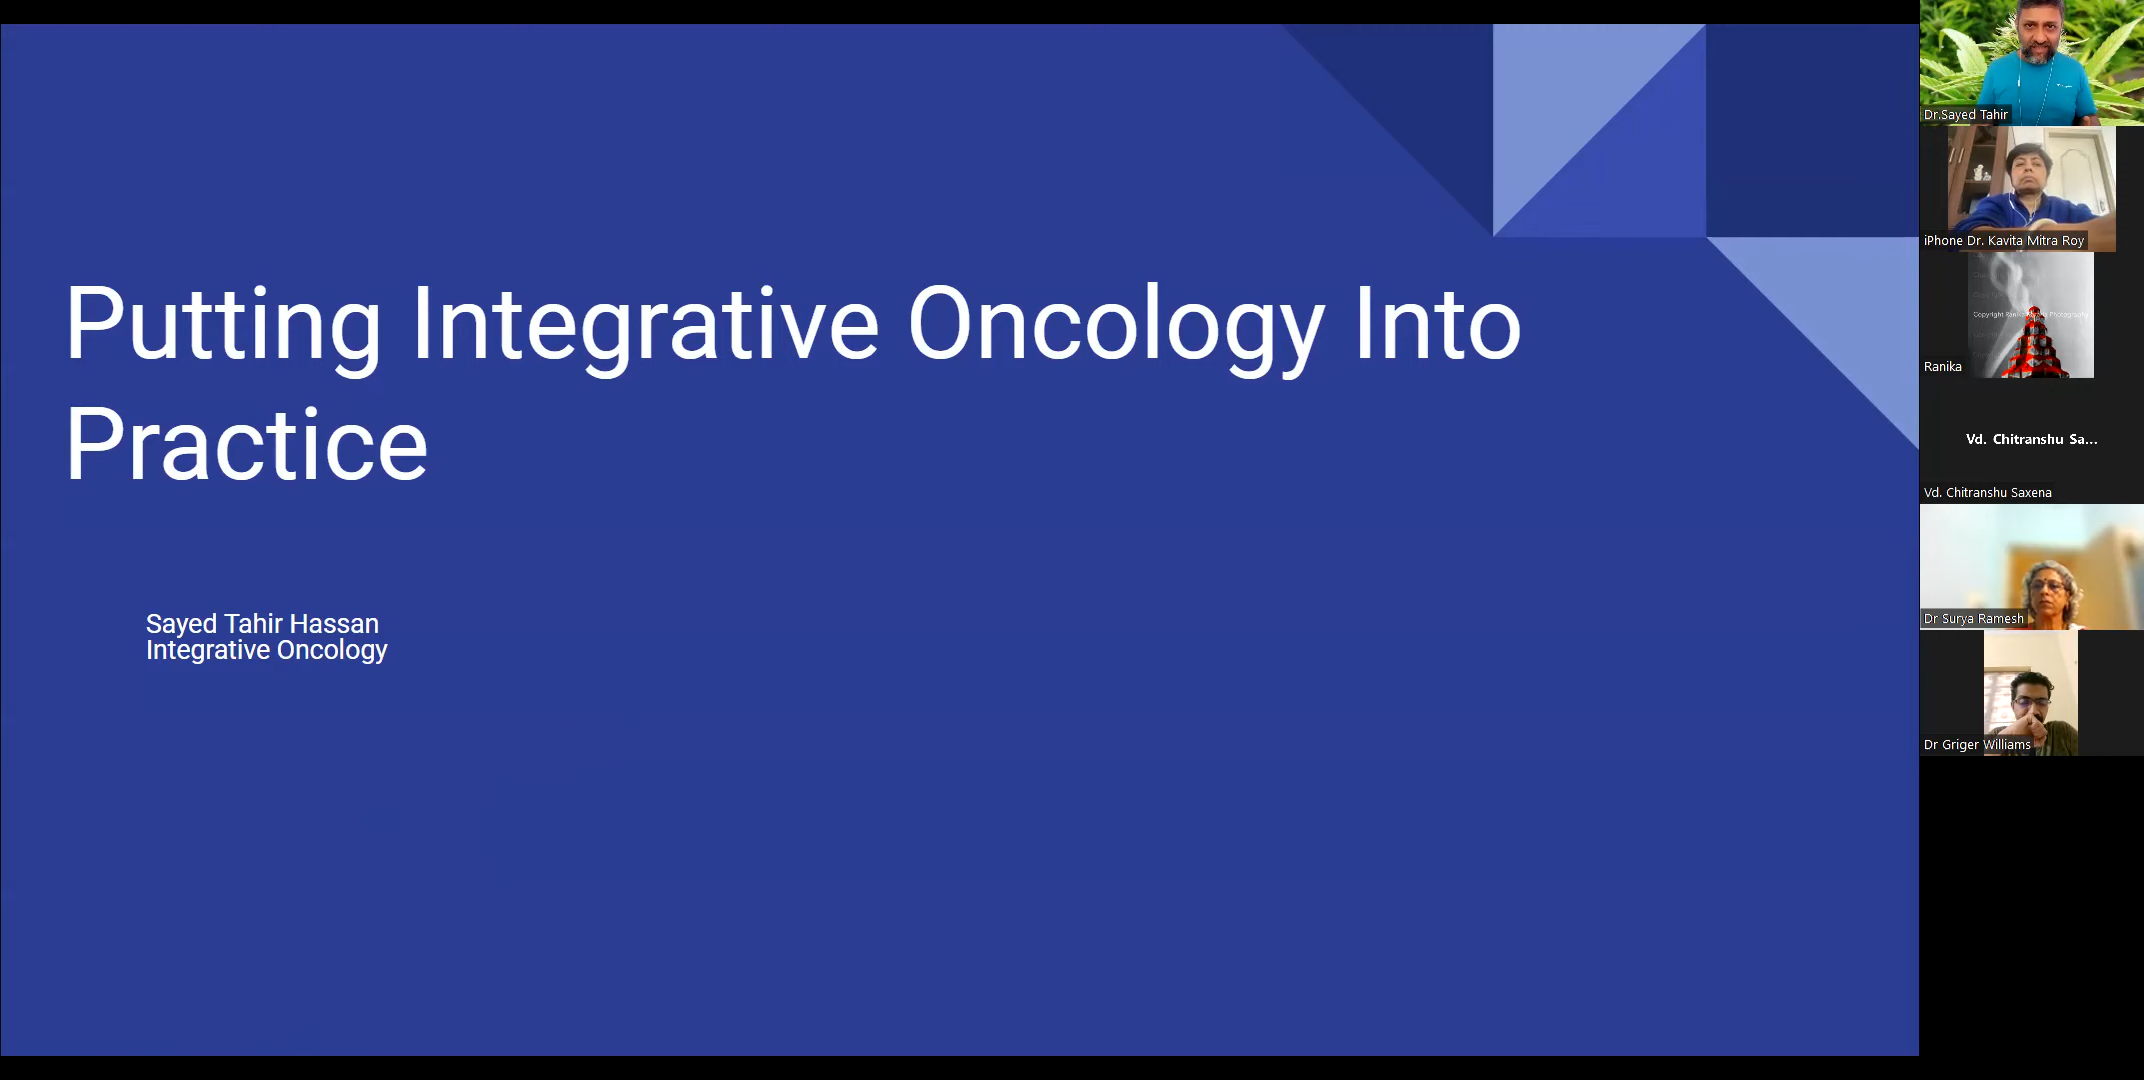 Putting Integrative Oncology Into
Practice
Sayed Tahir Hassan
Integrative Oncology
Dr.Sayed Tahir
iPhone Dr. Kavita Mitra Roy
Ranika
Vd. Chitranshu Sa...
Vd. Chitranshu Saxena
Dr Surya Ramesh
Dr Griger Williams